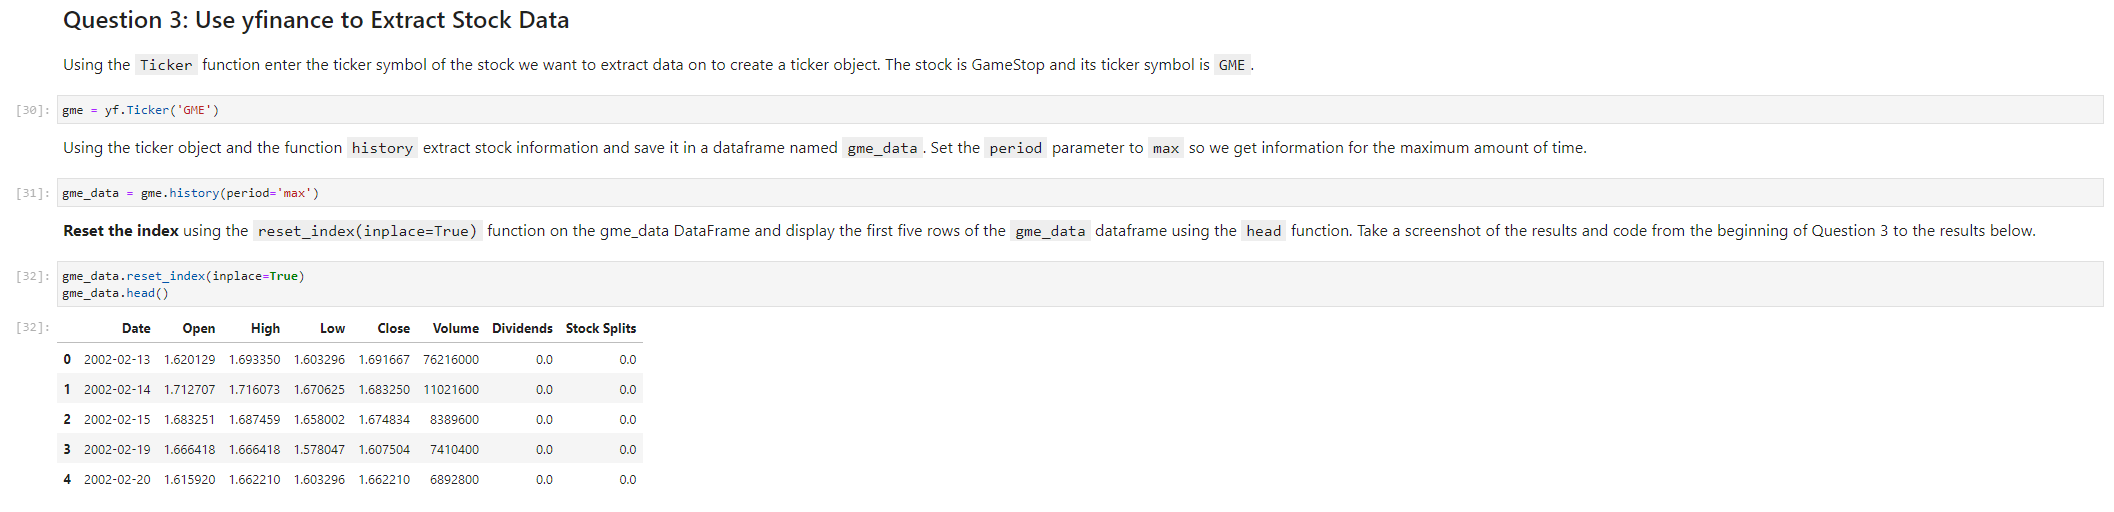 Question 3: Use yfinance to Extract Stock Data
Using the Ticker function enter the ticker symbol of the stock we want to extract data on to create a ticker object. The stock is GameStop and its ticker symbol is GME .
[30]: gme = yf.Ticker('GME')
Using the ticker object and the function history extract stock information and save it in a dataframe named gme_data . Set the period parameter to max so we get information for the maximum amount of time.
[31]: gme_data = gme.history(period='max')
Reset the index using the reset_index(inplace=True) function on the gme_data DataFrame and display the first five rows of the gme_data dataframe using the head function. Take a screenshot of the results and code from the beginning of Question 3 to the results below.
[32]: gme_data.reset_index(inplace=True)
gme_data.head()
[32]: Date Open High Low Close Volume Dividends Stock Splits
0 2002-02-13 1.620129 1.693350 1.603296 1.691667 76216000 0.0 0.0
1 2002-02-14 1.712707 1.716073 1.670625 1.683250 11021600 0.0 0.0
2 2002-02-15 1.683251 1.687459 1.658002 1.674834 8389600 0.0 0.0
3 2002-02-19 1.666418 1.666418 1.578047 1.607504 7410400 0.0 0.0
4 2002-02-20 1.615920 1.662210 1.603296 1.662210 6892800 0.0 0.0